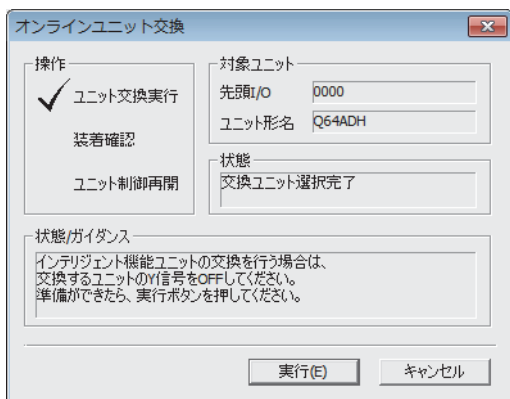 オンラインユニット交換
操作
ユニット交換実行
装着確認
ユニット制御再開
対象ユニット
先頭I/O 0000
ユニット形名 Q64ADH
状態
交換ユニット選択完了
状態/ガイダンス
インテリジェント機能ユニットの交換を行う場合は、
交換するユニットのY信号をOFFしてください。
準備ができたら、実行ボタンを押してください。
実行(E) キャンセル